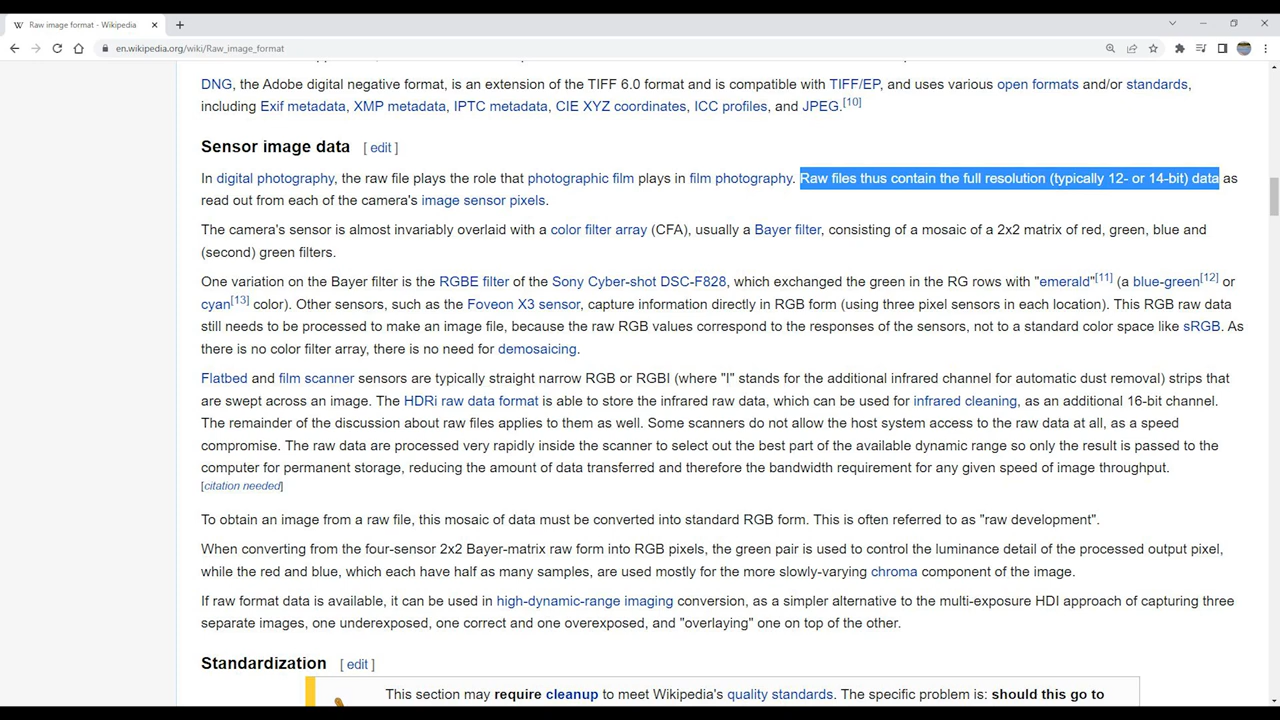 Raw image format - Wikipedia
en.wikipedia.org/wiki/Raw_image_format
DNG, the Adobe digital negative format, is an extension of the TIFF 6.0 format and is compatible with TIFF/EP, and uses various open formats and/or standards,
including Exif metadata, XMP metadata, IPTC metadata, CIE XYZ coordinates, ICC profiles, and JPEG.[10]
Sensor image data [ edit ]
In digital photography, the raw file plays the role that photographic film plays in film photography. Raw files thus contain the full resolution (typically 12- or 14-bit) data as
read out from each of the camera's image sensor pixels.
The camera's sensor is almost invariably overlaid with a color filter array (CFA), usually a Bayer filter, consisting of a mosaic of a 2x2 matrix of red, green, blue and
(second) green filters.
One variation on the Bayer filter is the RGBE filter of the Sony Cyber-shot DSC-F828, which exchanged the green in the RG rows with "emerald"[11] (a blue-green[12] or
cyan[13] color). Other sensors, such as the Foveon X3 sensor, capture information directly in RGB form (using three pixel sensors in each location). This RGB raw data
still needs to be processed to make an image file, because the raw RGB values correspond to the responses of the sensors, not to a standard color space like sRGB. As
there is no color filter array, there is no need for demosaicing.
Flatbed and film scanner sensors are typically straight narrow RGB or RGBI (where "I" stands for the additional infrared channel for automatic dust removal) strips that
are swept across an image. The HDRi raw data format is able to store the infrared raw data, which can be used for infrared cleaning, as an additional 16-bit channel.
The remainder of the discussion about raw files applies to them as well. Some scanners do not allow the host system access to the raw data at all, as a speed
compromise. The raw data are processed very rapidly inside the scanner to select out the best part of the available dynamic range so only the result is passed to the
computer for permanent storage, reducing the amount of data transferred and therefore the bandwidth requirement for any given speed of image throughput.
[citation needed]
To obtain an image from a raw file, this mosaic of data must be converted into standard RGB form. This is often referred to as "raw development".
When converting from the four-sensor 2x2 Bayer-matrix raw form into RGB pixels, the green pair is used to control the luminance detail of the processed output pixel,
while the red and blue, which each have half as many samples, are used mostly for the more slowly-varying chroma component of the image.
If raw format data is available, it can be used in high-dynamic-range imaging conversion, as a simpler alternative to the multi-exposure HDI approach of capturing three
separate images, one underexposed, one correct and one overexposed, and "overlaying" one on top of the other.
Standardization [ edit ]
This section may require cleanup to meet Wikipedia's quality standards. The specific problem is: should this go to